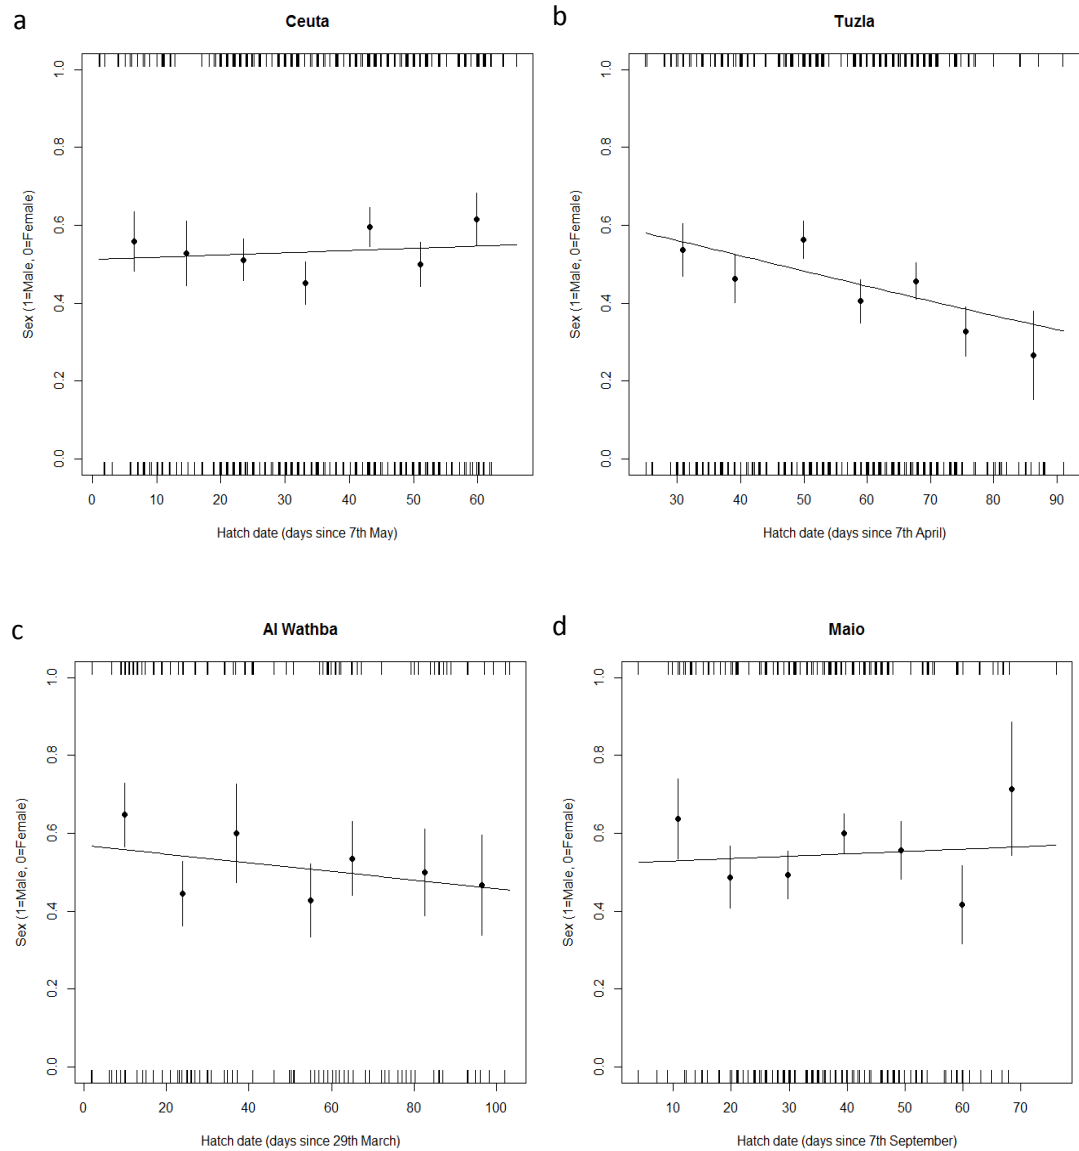 a
Ceuta
Sex (1=Male, 0=Female)
0.0 0.2 0.4 0.6 0.8 1.0
0 10 20 30 40 50 60
Hatch date (days since 7th May)
b
Tuzla
Sex (1=Male, 0=Female)
0.0 0.2 0.4 0.6 0.8 1.0
30 40 50 60 70 80 90
Hatch date (days since 7th April)
c
Al Wathba
Sex (1=Male, 0=Female)
0.0 0.2 0.4 0.6 0.8 1.0
0 20 40 60 80 100
Hatch date (days since 29th March)
d
Maio
Sex (1=Male, 0=Female)
0.0 0.2 0.4 0.6 0.8 1.0
10 20 30 40 50 60 70
Hatch date (days since 7th September)